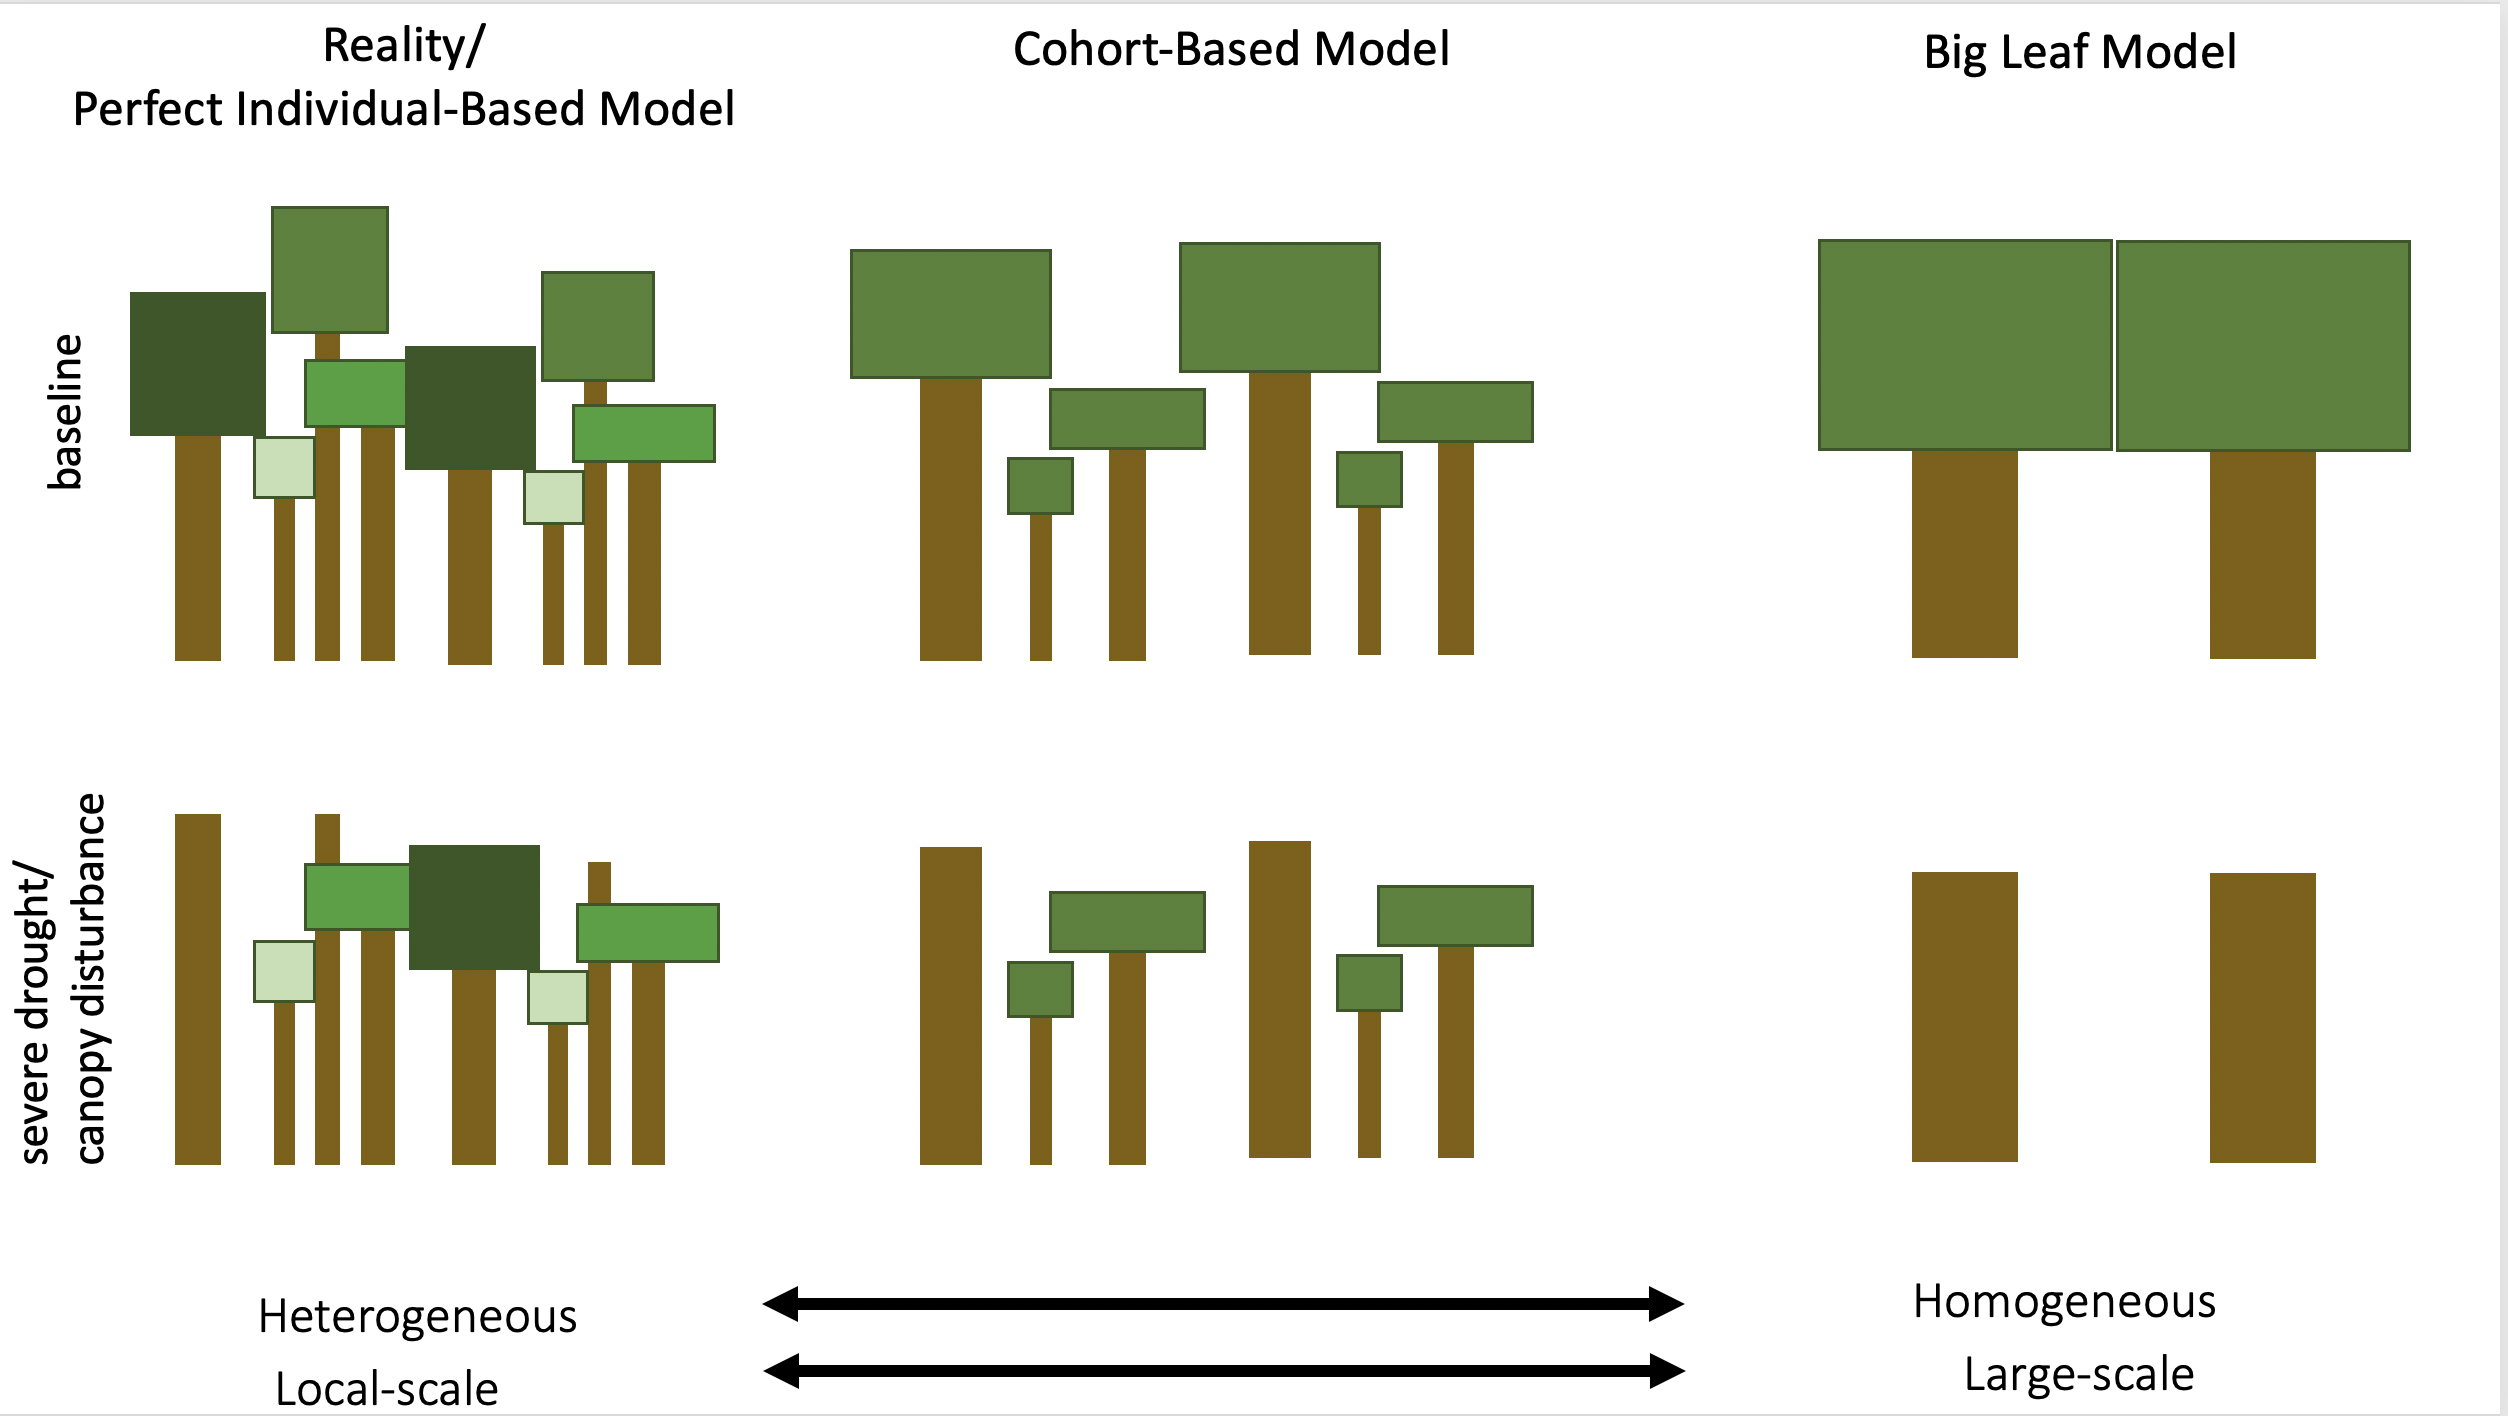 Reality/
Perfect Individual-Based Model
Cohort-Based Model
Big Leaf Model
baseline
severe drought/
canopy disturbance
Heterogeneous
Homogeneous
Local-scale
Large-scale